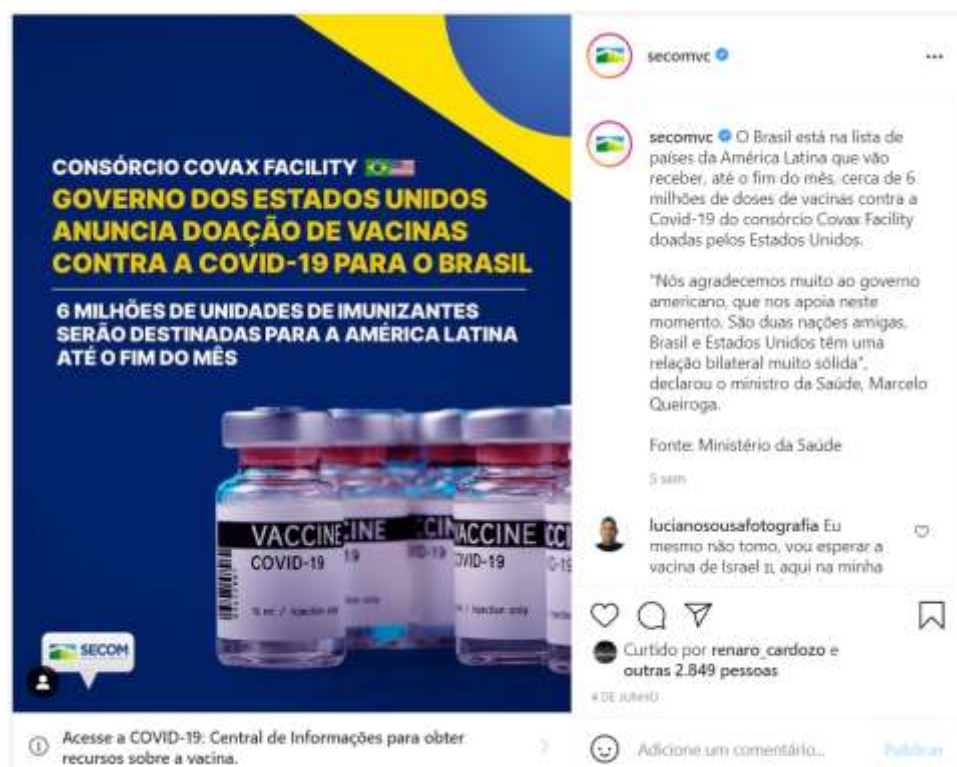 CONSÓRCIO COVAX FACILITY
GOVERNO DOS ESTADOS UNIDOS
ANUNCIA DOAÇÃO DE VACINAS
CONTRA A COVID-19 PARA O BRASIL
6 MILHÕES DE UNIDADES DE IMUNIZANTES
SERÃO DESTINADAS PARA A AMÉRICA LATINA
ATÉ O FIM DO MÊS
VACCINE
COVID-19
CINE
19
CIN
VACCINE
OVID-19
CCI
SECOM
Acesse a COVID-19: Central de Informações para obter
recursos sobre a vacina.
secomvc
secomvc O Brasil está na lista de
países da América Latina que vão
receber, até o fim do mês, cerca de 6
milhões de doses de vacinas contra a
Covid-19 do consórcio Covax Facility
doadas pelos Estados Unidos.
"Nós agradecemos muito ao governo
americano, que nos apoia neste
momento. São duas nações amigas.
Brasil e Estados Unidos têm uma
relação bilateral muito sólida",
declarou o ministro da Saúde, Marcelo
Queiroga.
Fonte: Ministério da Saúde
5 sem
lucianosousafotografia Eu
mesmo não tomo, vou esperar a
vacina de Israel, aqui na minha
Curtido por renaro_cardozo e
outras 2.849 pessoas
4 DE JUNHO
Adicione um comentário...
Publicar